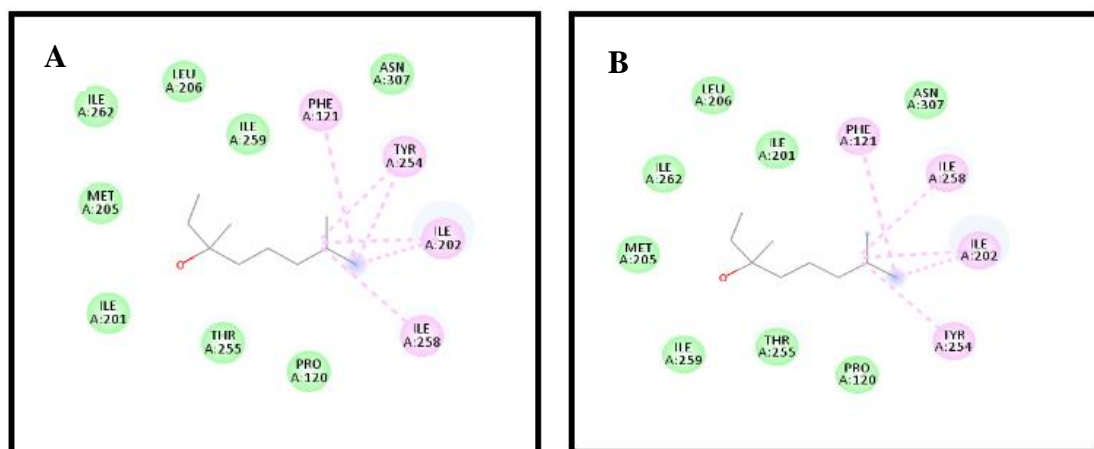 A
LEU
A:206
ASN
A:307
ILE
A:262
PHE
A:121
ILE
A:259
TYR
A:254
MET
A:205
ILE
A:202
O
ILE
A:201
THR
A:255
ILE
A:258
PRO
A:120
B
LEU
A:206
ASN
A:307
PHE
A:121
ILE
A:201
ILE
A:262
ILE
A:258
MET
A:205
ILE
A:202
O
ILE
A:259
THR
A:255
TYR
A:254
PRO
A:120